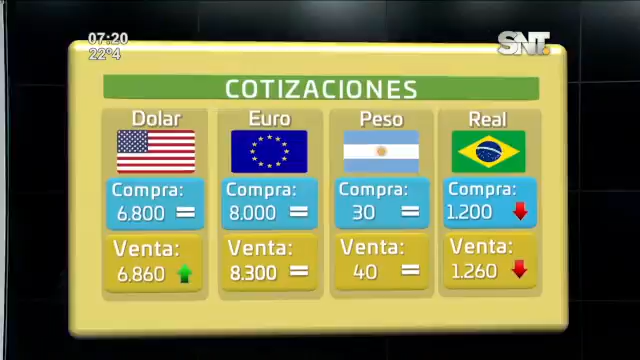 07:20
22°4
SNT
COTIZACIONES
Dolar Euro Peso Real
Compra: Compra: Compra: Compra:
6.800 8.000 30 1.200
Venta: Venta: Venta: Venta:
6.860 8.300 40 1.260